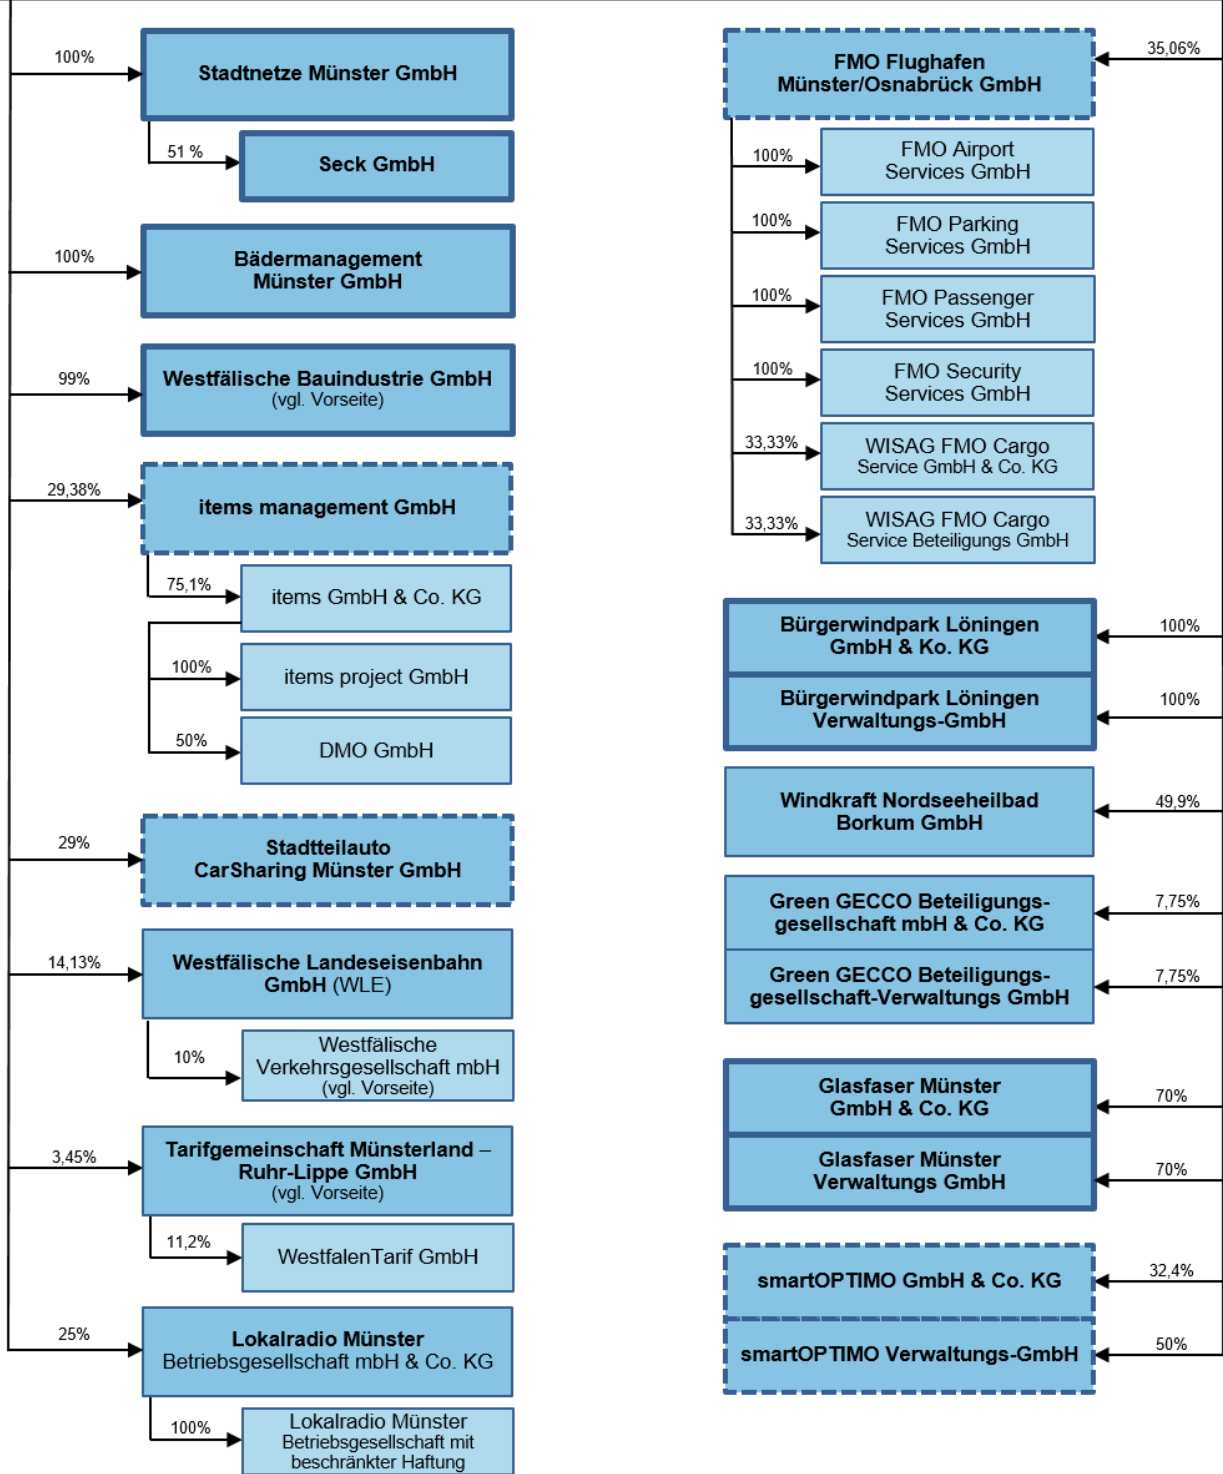 100%
Stadtnetze Münster GmbH
51 %
Seck GmbH
100%
Bädermanagement
Münster GmbH
99%
Westfälische Bauindustrie GmbH
(vgl. Vorseite)
29,38%
items management GmbH
75,1%
items GmbH & Co. KG
100%
items project GmbH
50%
DMO GmbH
29%
Stadtteilauto
CarSharing Münster GmbH
14,13%
Westfälische Landeseisenbahn
GmbH (WLE)
10%
Westfälische
Verkehrsgesellschaft mbH
(vgl. Vorseite)
3,45%
Tarifgemeinschaft Münsterland –
Ruhr-Lippe GmbH
(vgl. Vorseite)
11,2%
WestfalenTarif GmbH
25%
Lokalradio Münster
Betriebsgesellschaft mbH & Co. KG
100%
Lokalradio Münster
Betriebsgesellschaft mit
beschränkter Haftung
FMO Flughafen
Münster/Osnabrück GmbH
35,06%
100%
FMO Airport
Services GmbH
100%
FMO Parking
Services GmbH
100%
FMO Passenger
Services GmbH
100%
FMO Security
Services GmbH
33,33%
WISAG FMO Cargo
Service GmbH & Co. KG
33,33%
WISAG FMO Cargo
Service Beteiligungs GmbH
Bürgerwindpark Löningen
GmbH & Ko. KG
100%
Bürgerwindpark Löningen
Verwaltungs-GmbH
100%
Windkraft Nordseeheilbad
Borkum GmbH
49,9%
Green GECCO Beteiligungs-
gesellschaft mbH & Co. KG
7,75%
Green GECCO Beteiligungs-
gesellschaft-Verwaltungs GmbH
7,75%
Glasfaser Münster
GmbH & Co. KG
70%
Glasfaser Münster
Verwaltungs GmbH
70%
smartOPTIMO GmbH & Co. KG
32,4%
smartOPTIMO Verwaltungs-GmbH
50%